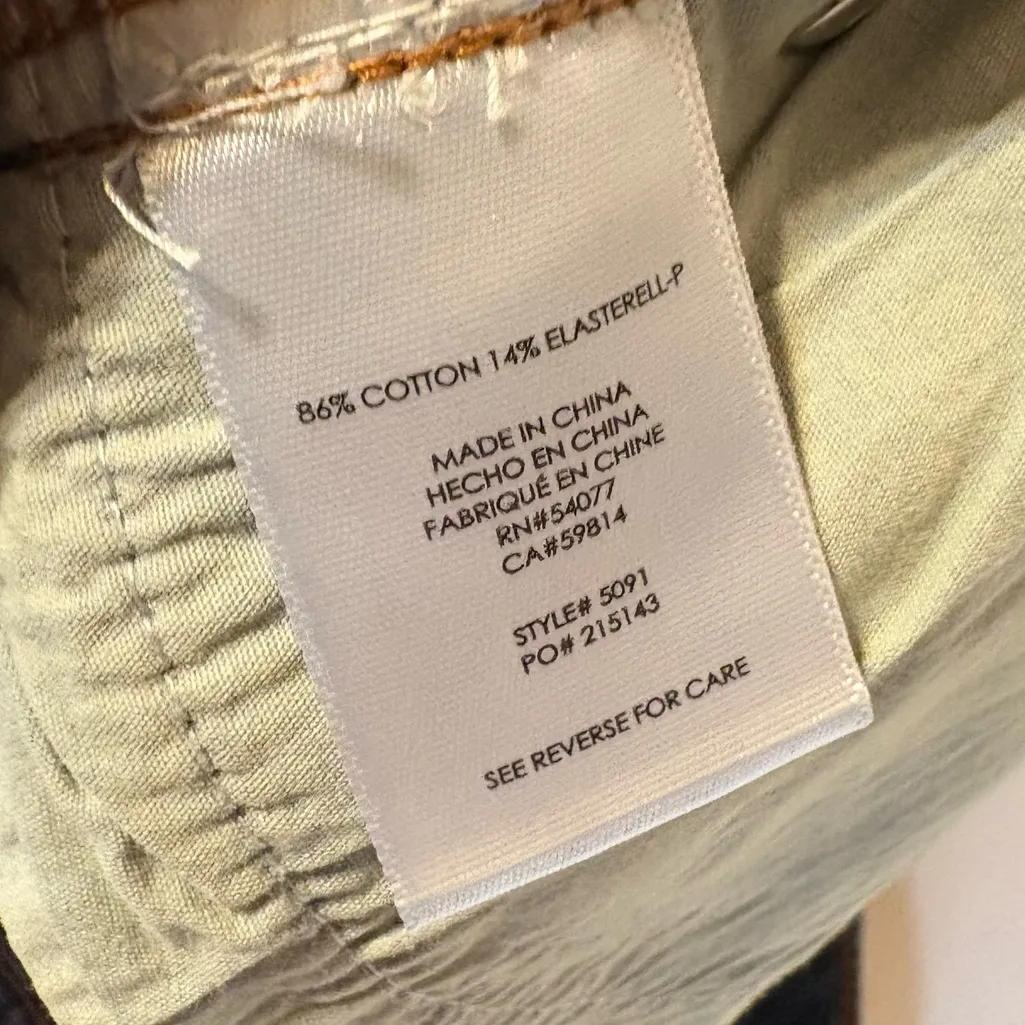 86% COTTON 14% ELASTERELL-P
MADE IN CHINA
HECHO EN CHINA
FABRIQUÉ EN CHINE
RN#54077
CA#59814
STYLE# 5091
PO# 215143
SEE REVERSE FOR CARE